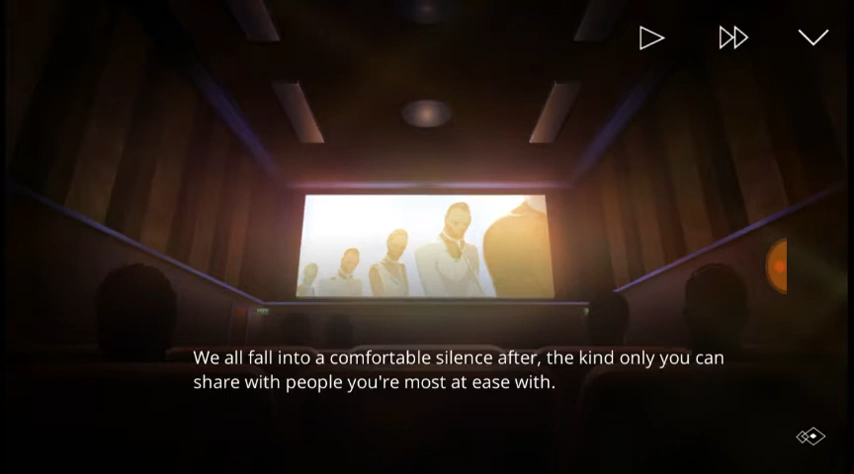 We all fall into a comfortable silence after, the kind only you can
share with people you're most at ease with.